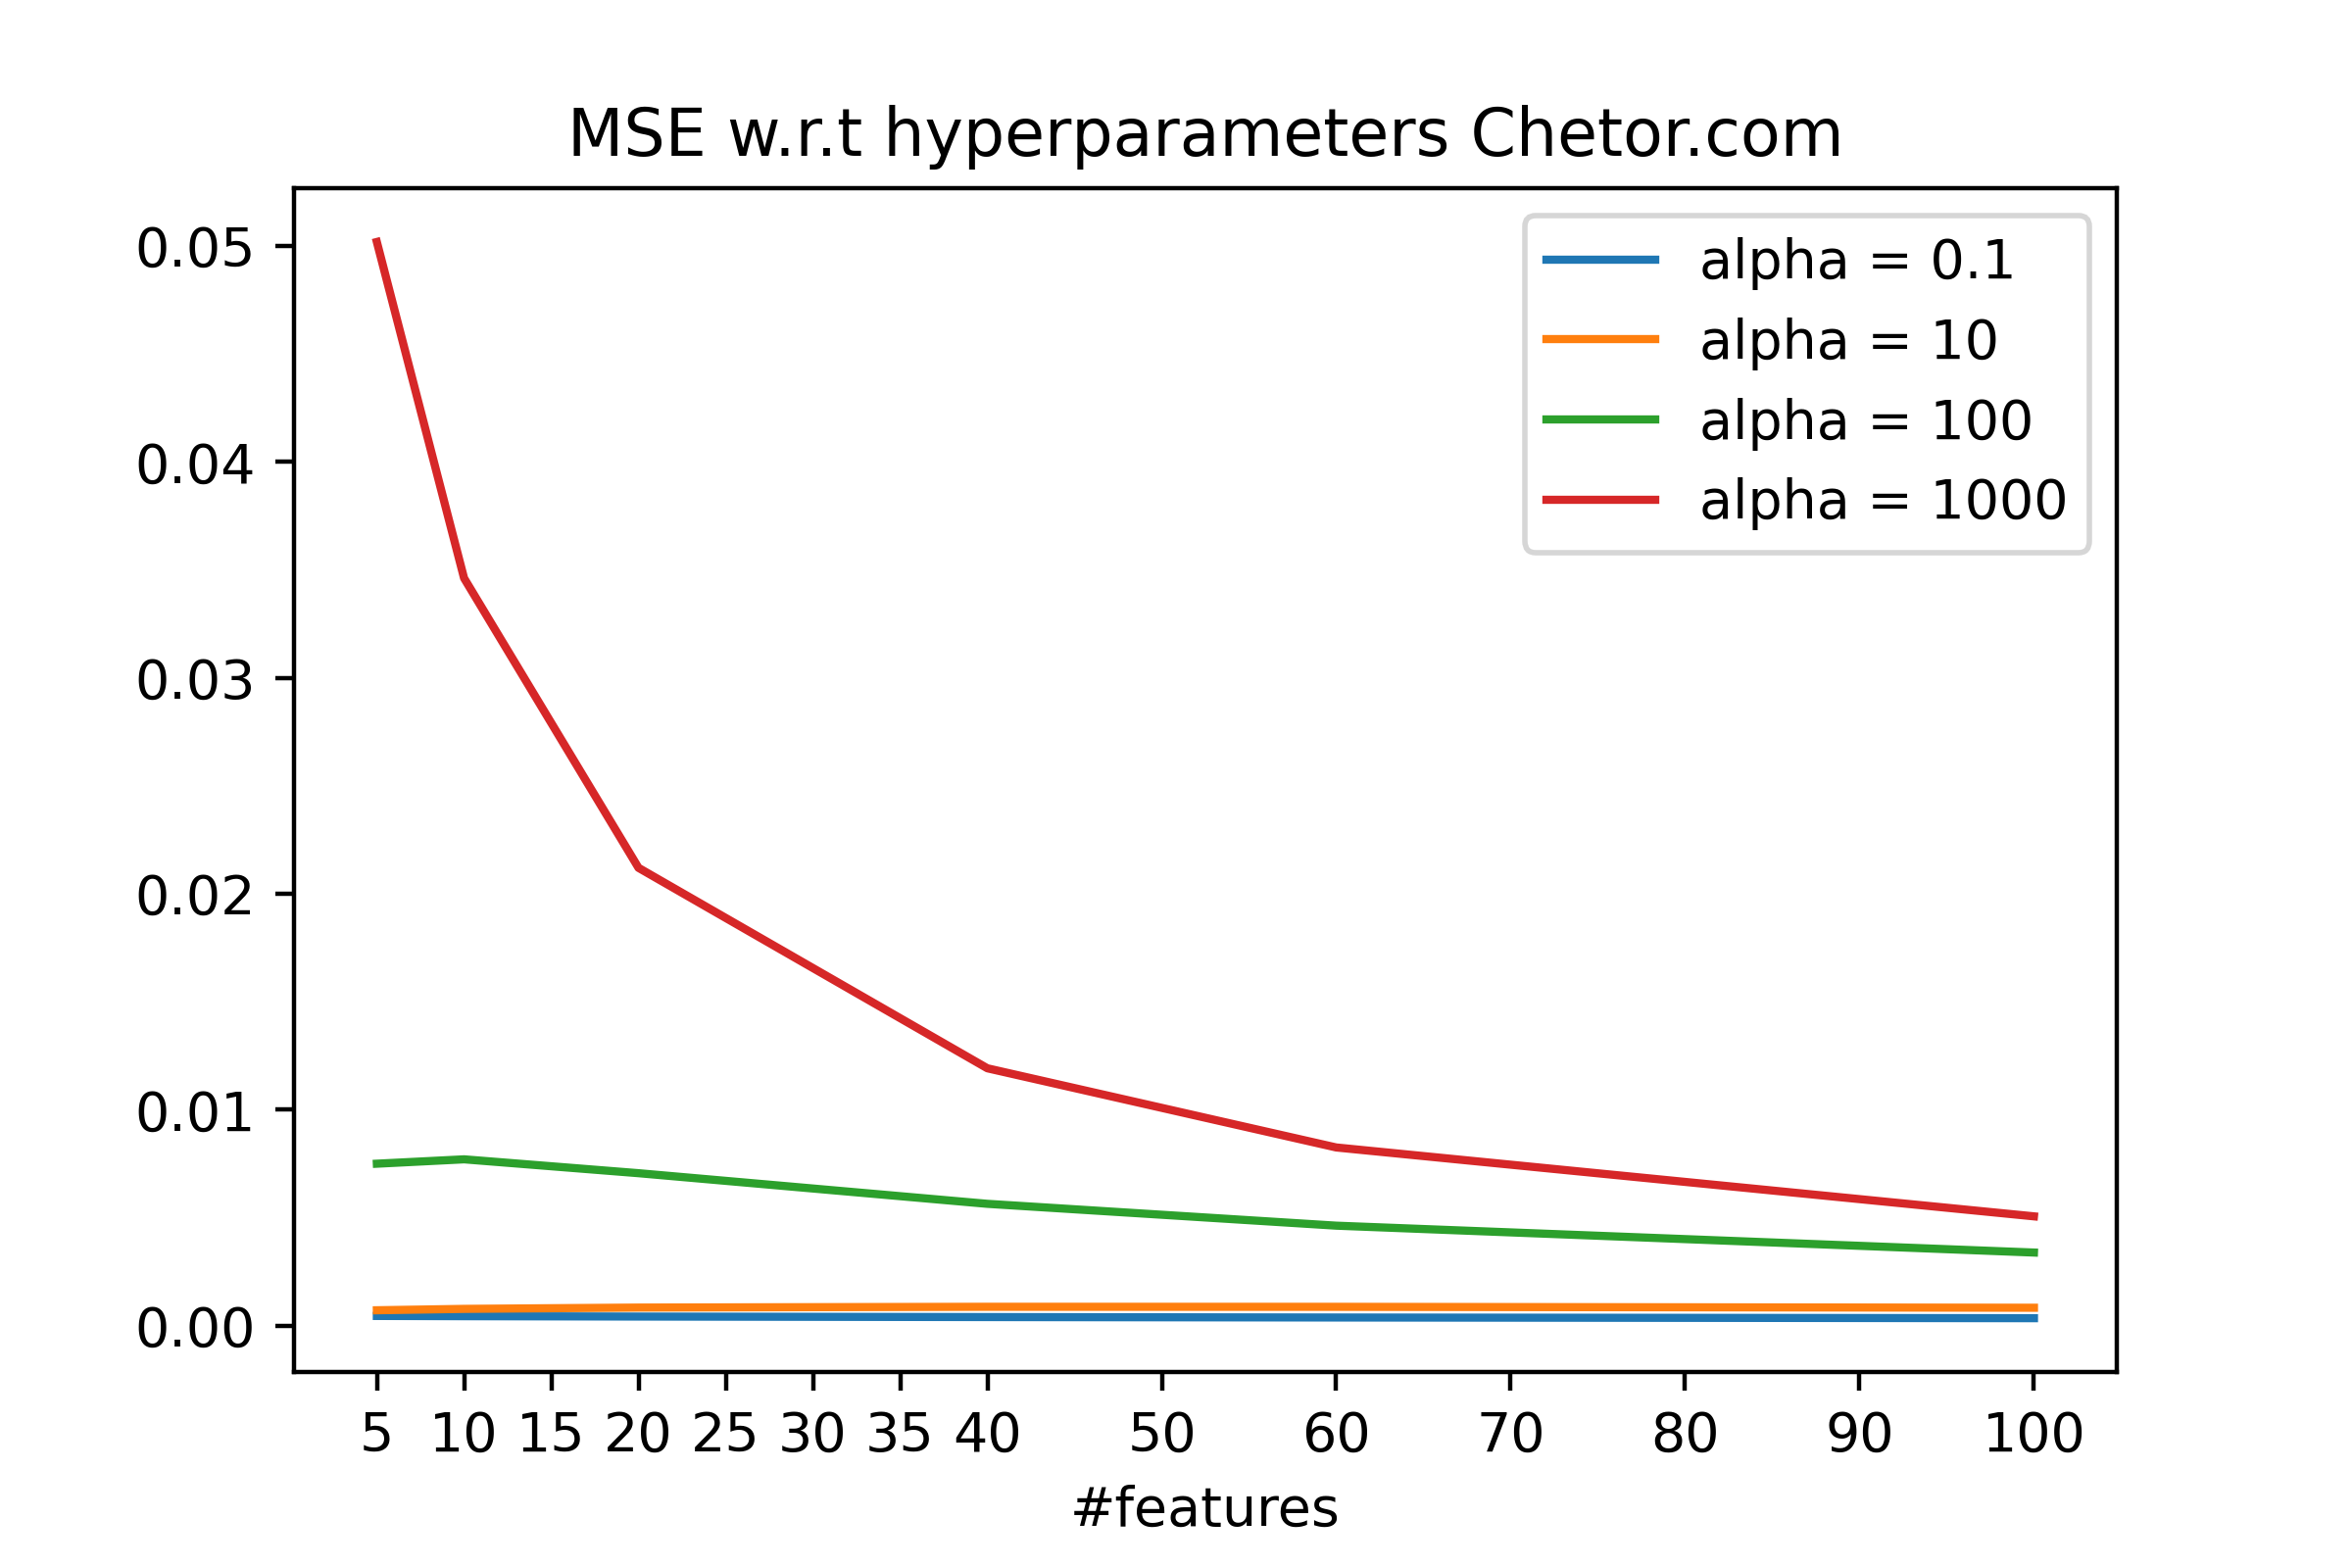 MSE w.r.t hyperparameters Chetor.com
0.05
0.04
0.03
0.02
0.01
0.00
alpha = 0.1
alpha = 10
alpha = 100
alpha = 1000
5 10 15 20 25 30 35 40 50 60 70 80 90 100
#features